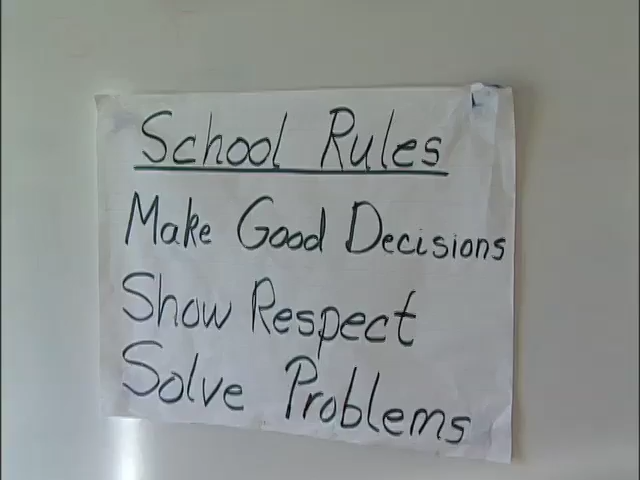 School Rules
Make Good Decisions
Show Respect
Solve Problems